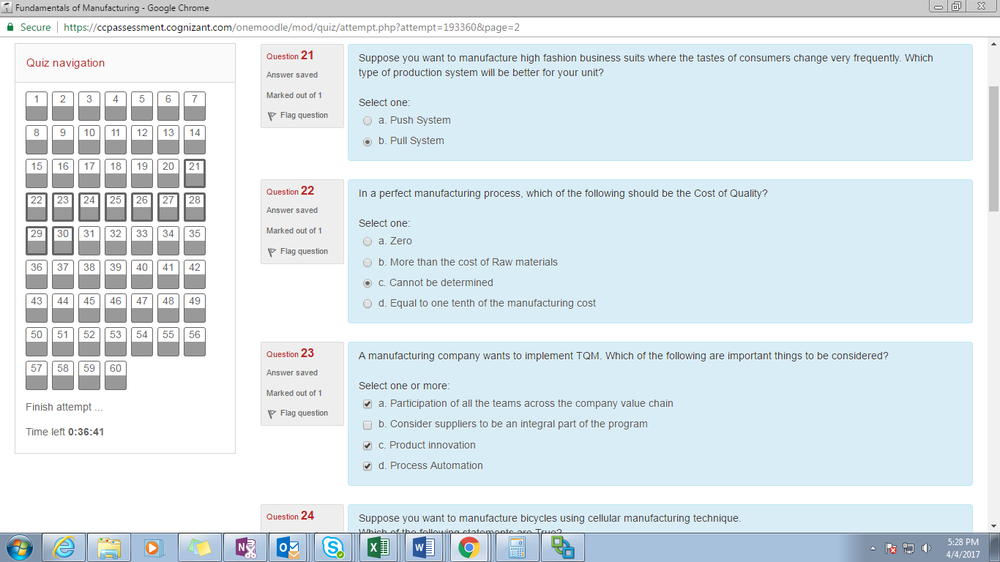 Fundamentals of Manufacturing - Google Chrome
Secure https://ccpassessment.cognizant.com/onemoodle/mod/quiz/attempt.php?attempt=193360&page=2
Quiz navigation
1 2 3 4 5 6 7
8 9 10 11 12 13 14
15 16 17 18 19 20 21
22 23 24 25 26 27 28
29 30 31 32 33 34 35
36 37 38 39 40 41 42
43 44 45 46 47 48 49
50 51 52 53 54 55 56
57 58 59 60
Finish attempt ...
Time left 0:36:41
Question 21
Answer saved
Marked out of 1
Flag question
Suppose you want to manufacture high fashion business suits where the tastes of consumers change very frequently. Which
type of production system will be better for your unit?
Select one:
a. Push System
b. Pull System
Question 22
Answer saved
Marked out of 1
Flag question
In a perfect manufacturing process, which of the following should be the Cost of Quality?
Select one:
a. Zero
b. More than the cost of Raw materials
c. Cannot be determined
d. Equal to one tenth of the manufacturing cost
Question 23
Answer saved
Marked out of 1
Flag question
A manufacturing company wants to implement TQM. Which of the following are important things to be considered?
Select one or more:
a. Participation of all the teams across the company value chain
b. Consider suppliers to be an integral part of the program
c. Product innovation
d. Process Automation
Question 24
Suppose you want to manufacture bicycles using cellular manufacturing technique.
Which of the following statements are True?
5:28 PM
4/4/2017